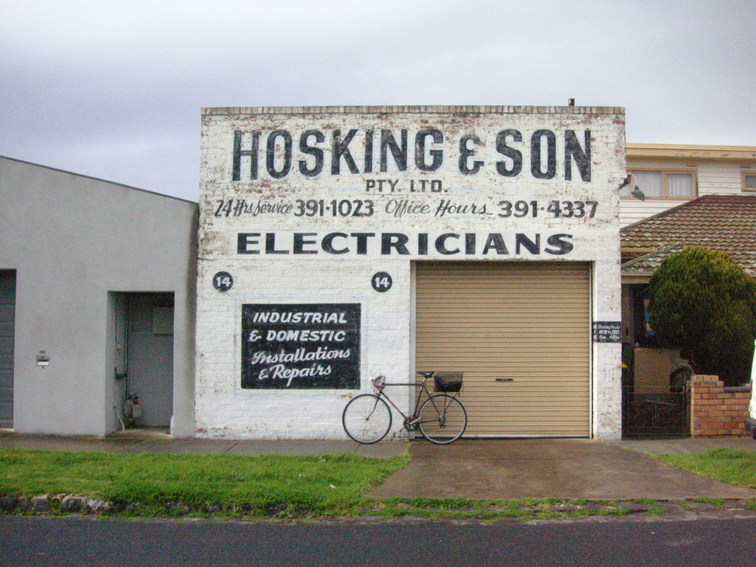 HOSKING & SON
PTY. LTD.
24 Hrs Service 391·1023 Office Hours 391·4337
ELECTRICIANS
14 14
INDUSTRIAL
& DOMESTIC
Installations
& Repairs